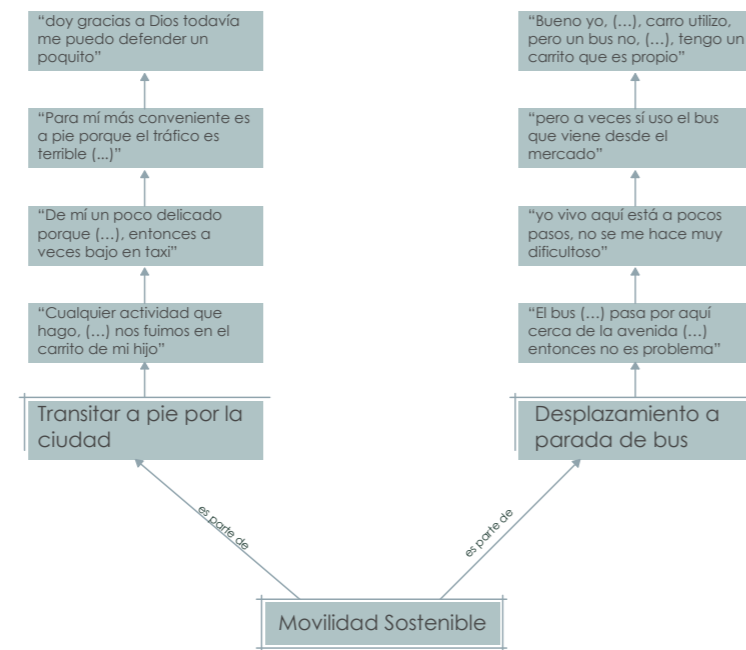 “doy gracias a Dios todavía
me puedo defender un
poquito”
“Para mí más conveniente es
a pie porque el tráfico es
terrible (...)”
“De mí un poco delicado
porque (…), entonces a
veces bajo en taxi”
“Cualquier actividad que
hago, (…) nos fuimos en el
carrito de mi hijo”
Transitar a pie por la
ciudad
“Bueno yo, (…), carro utilizo,
pero un bus no, (…), tengo un
carrito que es propio”
“pero a veces sí uso el bus
que viene desde el
mercado”
“yo vivo aquí está a pocos
pasos, no se me hace muy
dificultoso”
“El bus (…) pasa por aquí
cerca de la avenida (…)
entonces no es problema”
Desplazamiento a
parada de bus
es parte de
es parte de
Movilidad Sostenible